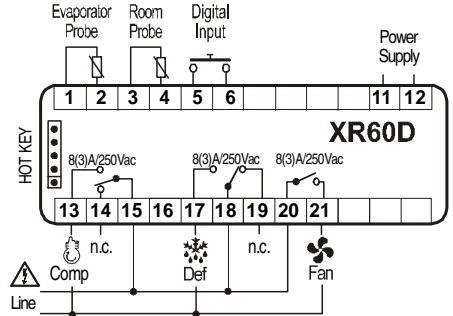 Evaporator Probe
Room Probe
Digital Input
Power Supply
1 2 3 4 5 6 11 12
XR60D
HOT KEY
8(3)A/250Vac 8(3)A/250Vac 8(3)A/250Vac
13 14 15 16 17 18 19 20 21
n.c. n.c.
Comp Def Fan
Line